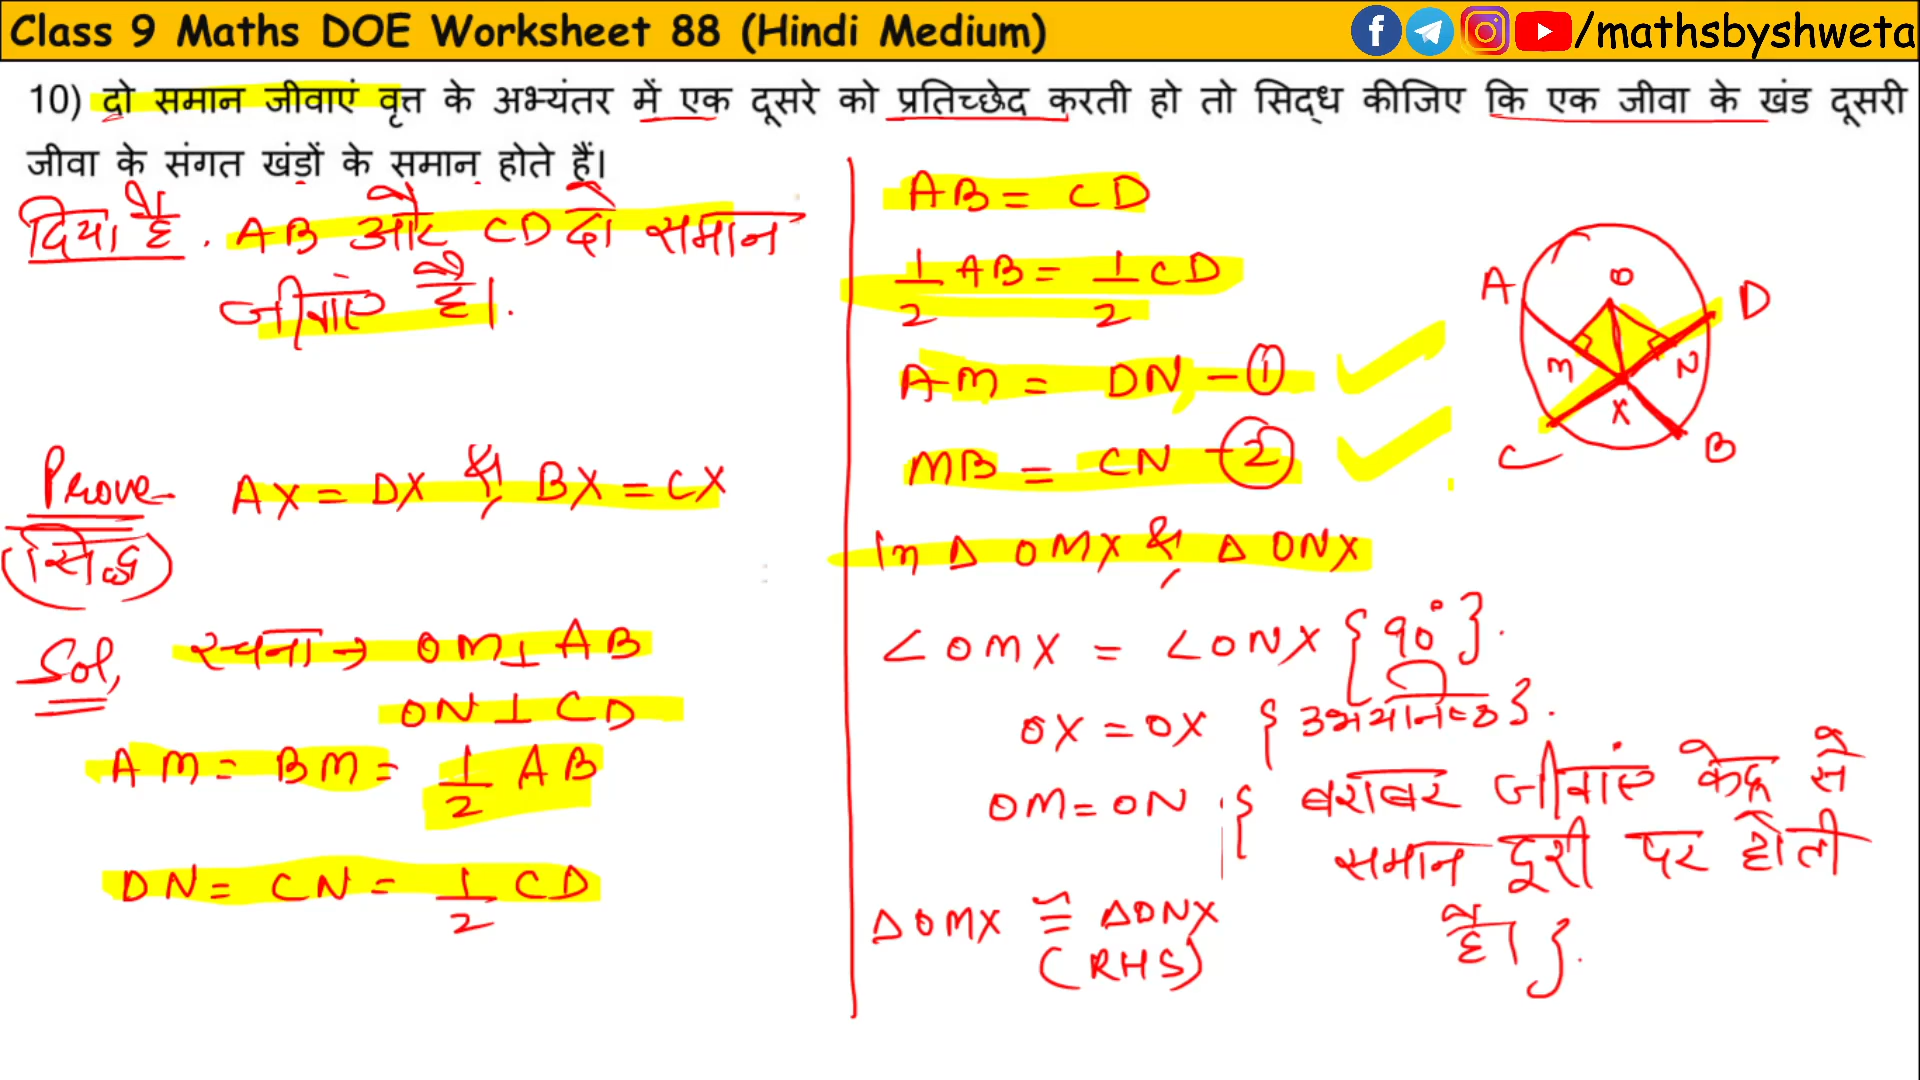 Class 9 Maths DOE Worksheet 88 (Hindi Medium)
/mathsbyshweta
10) दो समान जीवाएं वृत्त के अभ्यंतर में एक दूसरे को प्रतिच्छेद करती हो तो सिद्ध कीजिए कि एक जीवा के खंड दूसरी
जीवा के संगत खंडों के समान होते हैं।
दिया है. AB और CD दो समान
जीवाएं है।.
Prove AX = DX & BX = CX
(सिद्ध)
Sol, रचना → OM ⊥ AB
ON ⊥ CD
AM = BM = 1/2 AB
DN = CN = 1/2 CD
AB = CD
1/2 AB = 1/2 CD
AM = DN, - ①
MB = CN - ②
In Δ OMX & Δ ONX
∠OMX = ∠ONX {90°}.
OX = OX {उभयनिष्ठ}.
OM = ON {बराबर जीवाएं केंद्र से
समान दूरी पर होती
है।}.
ΔOMX ≅ ΔONX
(RHS)
A
O
D
M
N
X
C
B